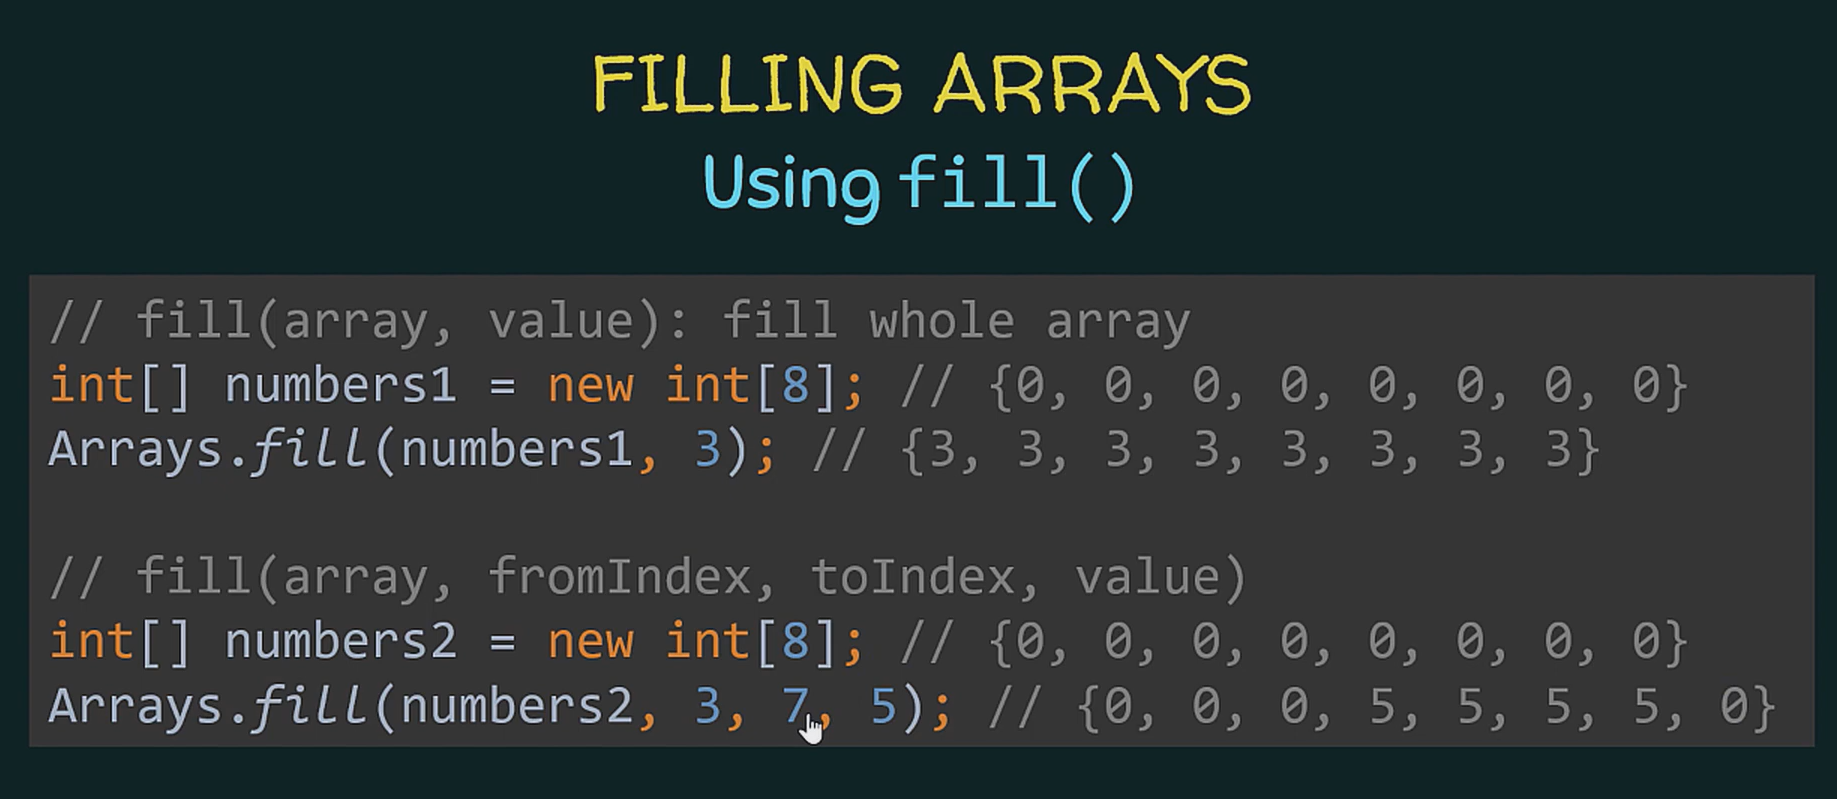 FILLING ARRAYS
Using fill()
// fill(array, value): fill whole array
int[] numbers1 = new int[8]; // {0, 0, 0, 0, 0, 0, 0, 0}
Arrays.fill(numbers1, 3); // {3, 3, 3, 3, 3, 3, 3, 3}
// fill(array, fromIndex, toIndex, value)
int[] numbers2 = new int[8]; // {0, 0, 0, 0, 0, 0, 0, 0}
Arrays.fill(numbers2, 3, 7, 5); // {0, 0, 0, 5, 5, 5, 5, 0}